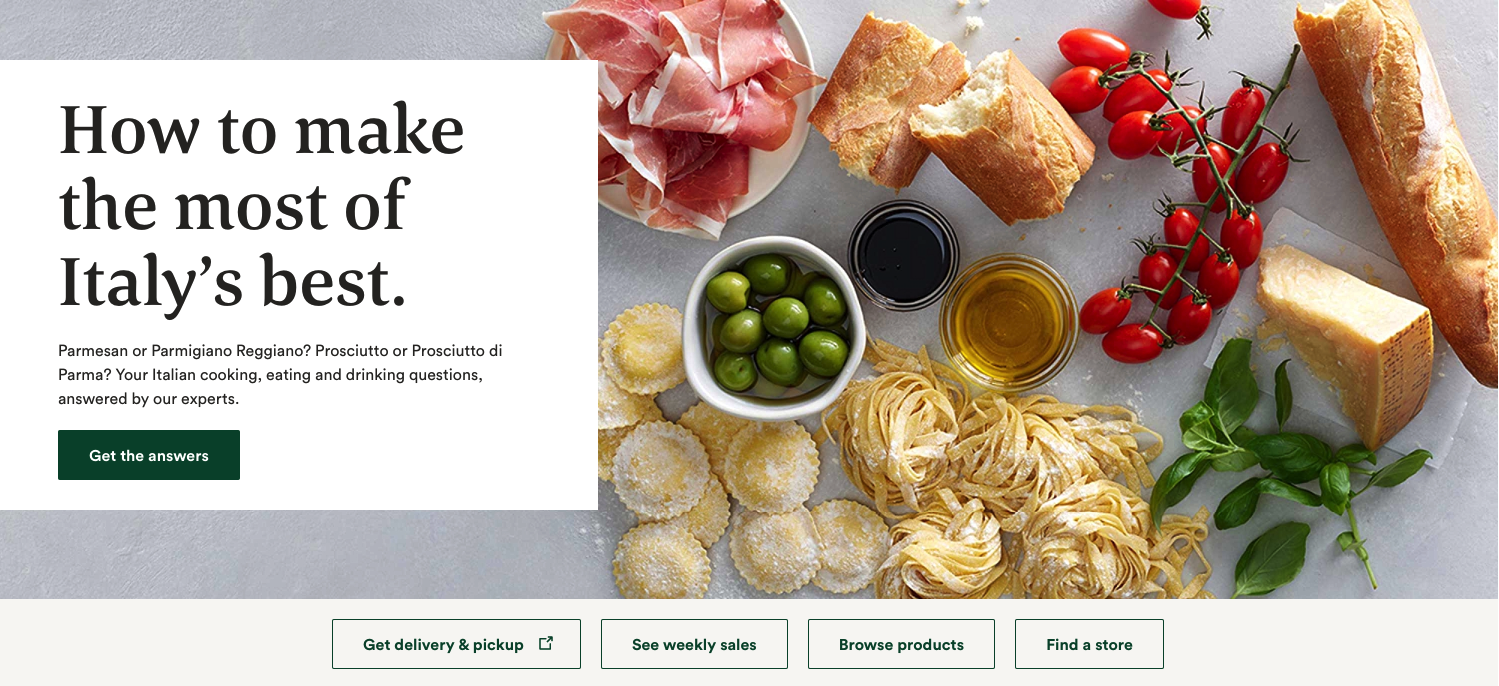 How to make
the most of
Italy’s best.
Parmesan or Parmigiano Reggiano? Prosciutto or Prosciutto di
Parma? Your Italian cooking, eating and drinking questions,
answered by our experts.
Get the answers
Get delivery & pickup
See weekly sales
Browse products
Find a store